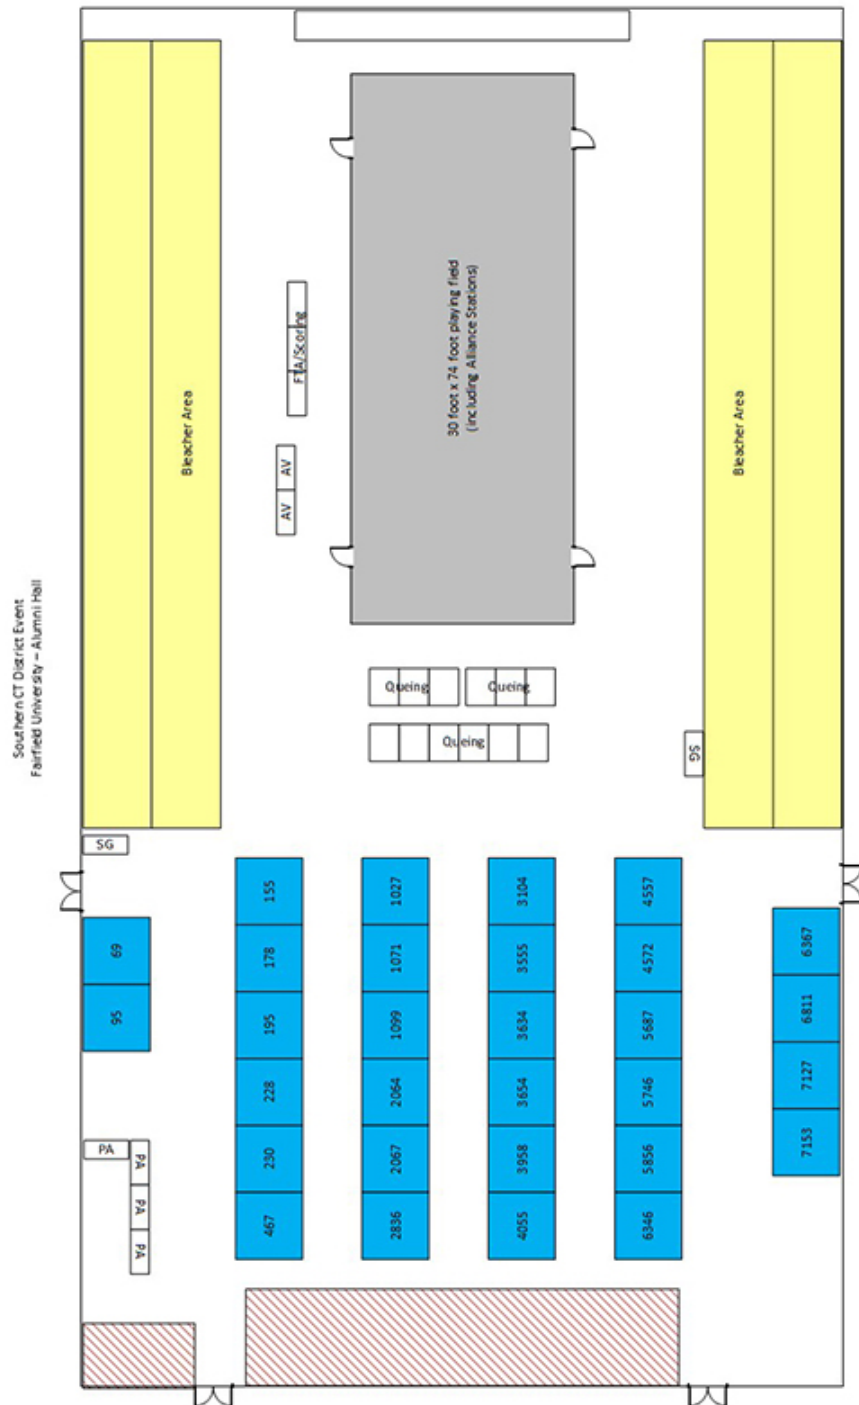 Southern CT District Event
Fairfield University – Alumni Hall
Bleacher Area
FTA/Scoring
AV
AV
30 foot x 74 foot playing field
(including Alliance Stations)
Bleacher Area
Queing
Queing
Queing
SG
SG
69
95
155
178
195
228
230
467
1027
1071
1099
2064
2067
2836
3104
3555
3634
3654
3958
4055
4557
4572
5687
5746
5856
6346
6367
6811
7127
7153
PA
PA
PA
PA